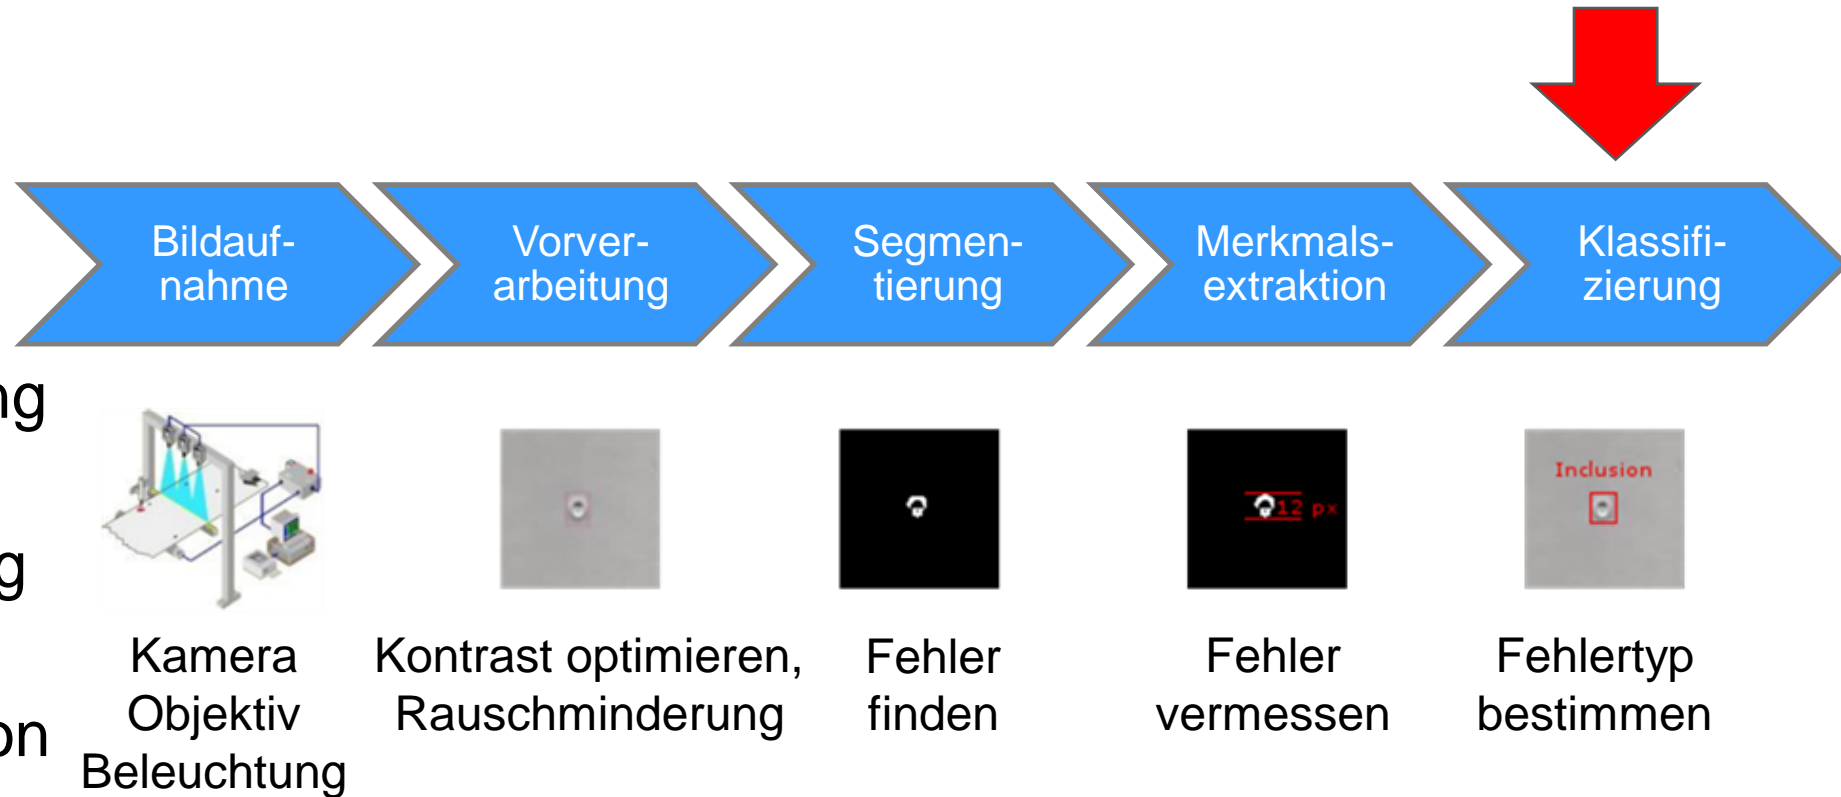 Bildauf-
nahme
Vorver-
arbeitung
Segmen-
tierung
Merkmals-
extraktion
Klassifi-
zierung
ng
g
on
Kamera
Objektiv
Beleuchtung
Kontrast optimieren,
Rauschminderung
Fehler
finden
12 px
Fehler
vermessen
Inclusion
Fehlertyp
bestimmen